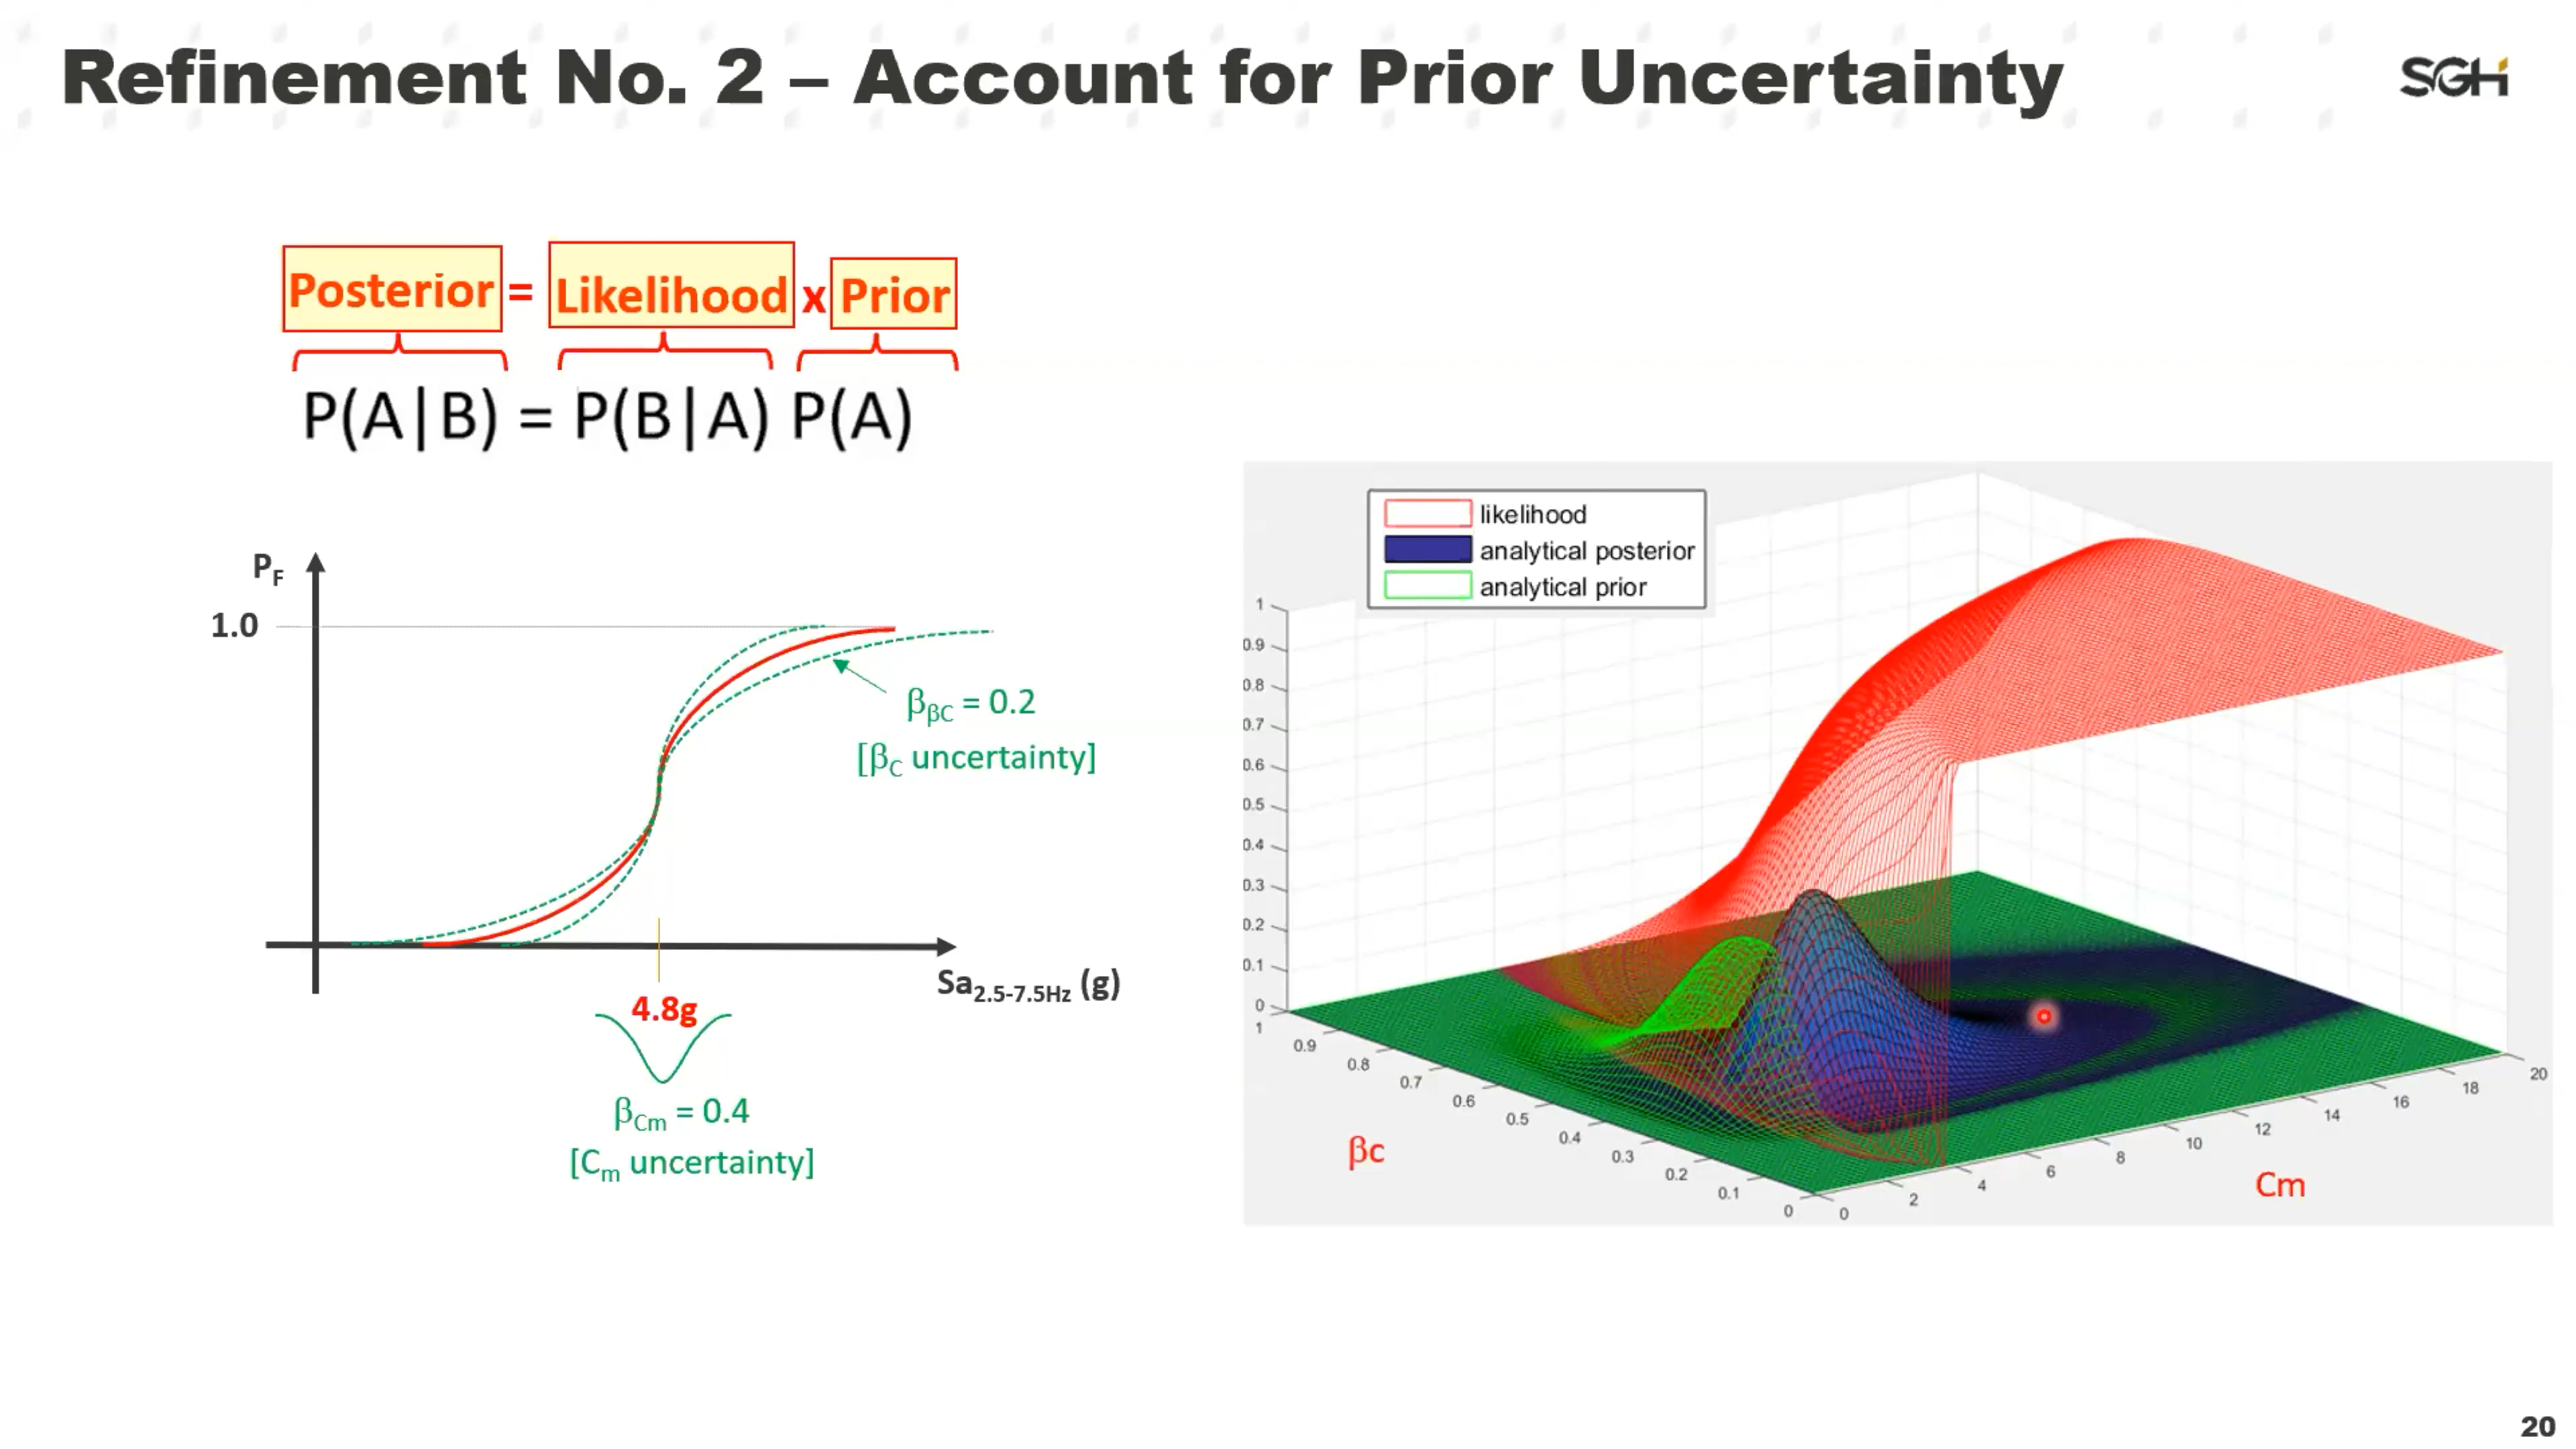 Refinement No. 2 – Account for Prior Uncertainty
SGH
Posterior = Likelihood x Prior
P(A|B) = P(B|A) P(A)
PF
1.0
ββC = 0.2
[βC uncertainty]
Sa2.5-7.5Hz (g)
4.8g
βCm = 0.4
[Cm uncertainty]
likelihood
analytical posterior
analytical prior
1
0.9
0.8
0.7
0.6
0.5
0.4
0.3
0.2
0.1
0
1
0.9
0.8
0.7
0.6
0.5
0.4
0.3
0.2
0.1
0
βc
0
2
4
6
8
10
12
14
16
18
20
Cm
20